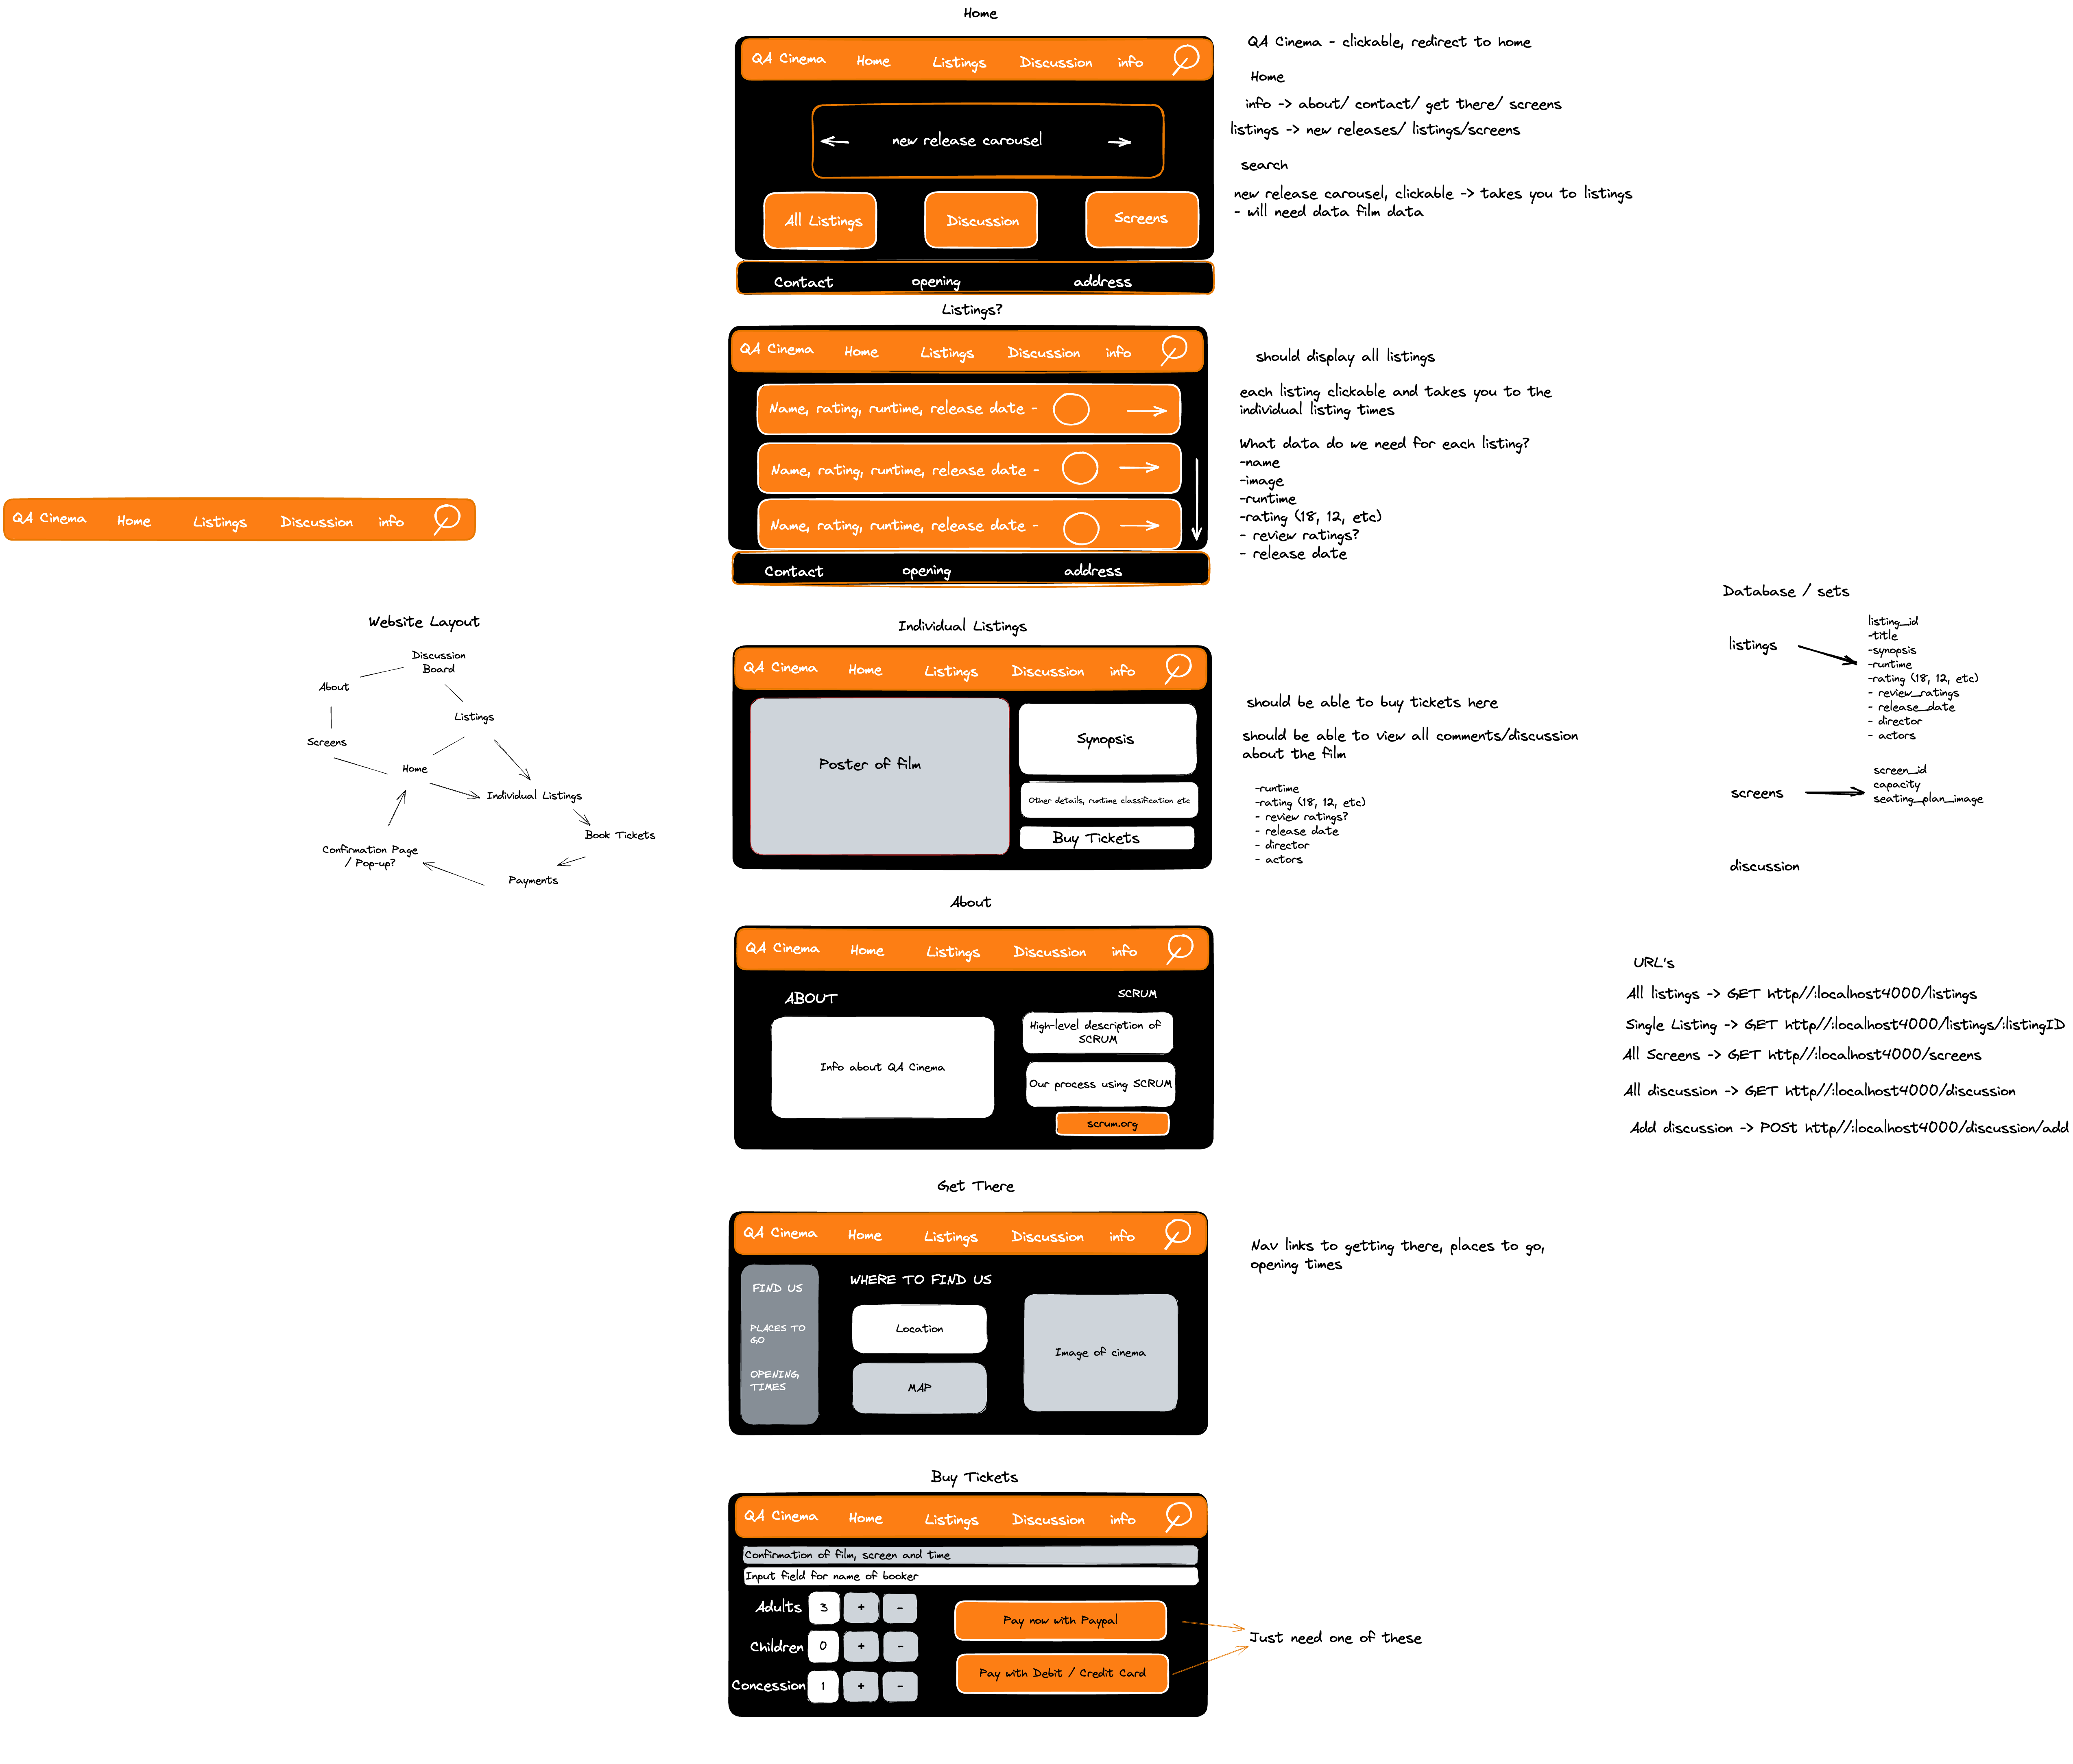 Home
QA Cinema Home Listings Discussion info
new release carousel
All Listings Discussion Screens
Contact opening address
QA Cinema - clickable, redirect to home
Home
info -> about/ contact/ get there/ screens
listings -> new releases/ listings/screens
search
new release carousel, clickable -> takes you to listings
- will need data film data
Listings?
QA Cinema Home Listings Discussion info
Name, rating, runtime, release date -
Name, rating, runtime, release date -
Name, rating, runtime, release date -
Contact opening address
should display all listings
each listing clickable and takes you to the
individual listing times
What data do we need for each listing?
-name
-image
-runtime
-rating (18, 12, etc)
- review ratings?
- release date
QA Cinema Home Listings Discussion info
Website Layout
Discussion
Board
About
Listings
Screens
Home
Individual Listings
Book Tickets
Confirmation Page
/ Pop-up?
Payments
Individual Listings
QA Cinema Home Listings Discussion info
Poster of film
Synopsis
Other details, runtime classification etc
Buy Tickets
should be able to buy tickets here
should be able to view all comments/discussion
about the film
-runtime
-rating (18, 12, etc)
- review ratings?
- release date
- director
- actors
Database / sets
listings
listing_id
-title
-synopsis
-runtime
-rating (18, 12, etc)
- review_ratings
- release_date
- director
- actors
screens
screen_id
capacity
seating_plan_image
discussion
About
QA Cinema Home Listings Discussion info
ABOUT
Info about QA Cinema
SCRUM
High-level description of
SCRUM
Our process using SCRUM
scrum.org
URL's
All listings -> GET http//:localhost4000/listings
Single Listing -> GET http//:localhost4000/listings/:listingID
All Screens -> GET http//:localhost4000/screens
All discussion -> GET http//:localhost4000/discussion
Add discussion -> POSt http//:localhost4000/discussion/add
Get There
QA Cinema Home Listings Discussion info
FIND US
PLACES TO
GO
OPENING
TIMES
WHERE TO FIND US
Location
MAP
Image of cinema
Nav links to getting there, places to go,
opening times
Buy Tickets
QA Cinema Home Listings Discussion info
Confirmation of film, screen and time
Input field for name of booker
Adults 3 + -
Children 0 + -
Concession 1 + -
Pay now with Paypal
Pay with Debit / Credit Card
Just need one of these